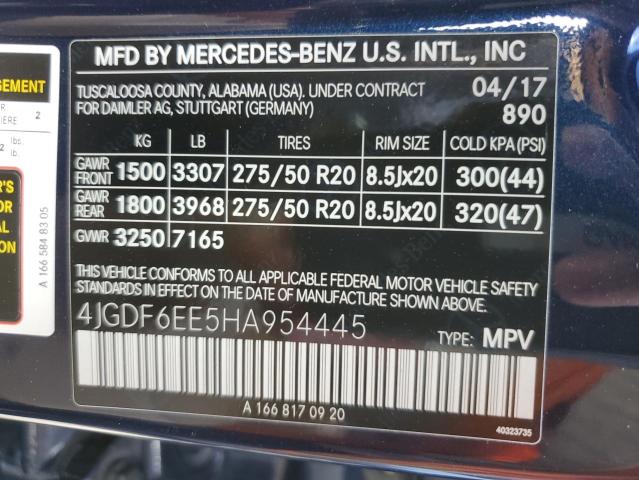 MFD BY MERCEDES-BENZ U.S. INTL., INC
TUSCALOOSA COUNTY, ALABAMA (USA). UNDER CONTRACT 04/17
FOR DAIMLER AG, STUTTGART (GERMANY) 890
KG LB TIRES RIM SIZE COLD KPA(PSI)
GAWR FRONT 1500 3307 275/50 R20 8.5Jx20 300(44)
GAWR REAR 1800 3968 275/50 R20 8.5Jx20 320(47)
GVWR 3250 7165
THIS VEHICLE CONFORMS TO ALL APPLICABLE FEDERAL MOTOR VEHICLE SAFETY
STANDARDS IN EFFECT ON THE DATE OF MANUFACTURE SHOWN ABOVE.
4JGDF6EE5HA954445
TYPE: MPV
A 166 817 09 20
40323735
GEMENT
2
lbs.
lb.
A 166 584 83 05